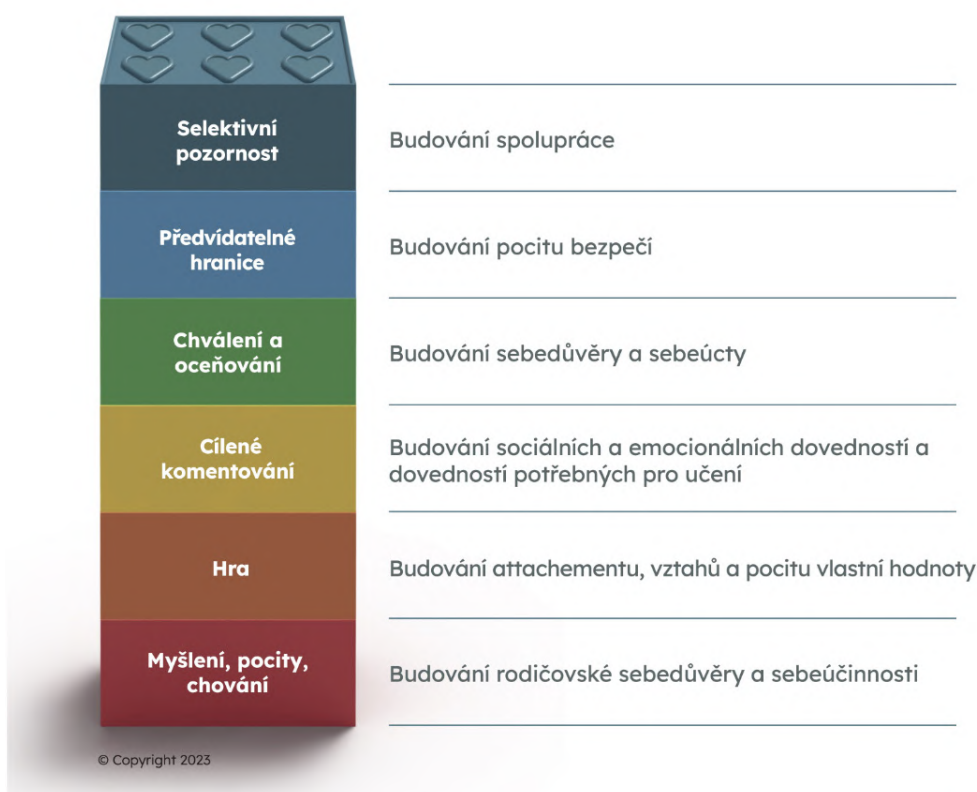 Selektivní
pozornost
Budování spolupráce
Předvídatelné
hranice
Budování pocitu bezpečí
Chválení a
oceňování
Budování sebedůvěry a sebeúcty
Cílené
komentování
Budování sociálních a emocionálních dovedností a
dovedností potřebných pro učení
Hra
Budování attachementu, vztahů a pocitu vlastní hodnoty
Myšlení, pocity,
chování
Budování rodičovské sebedůvěry a sebeúčinnosti
© Copyright 2023